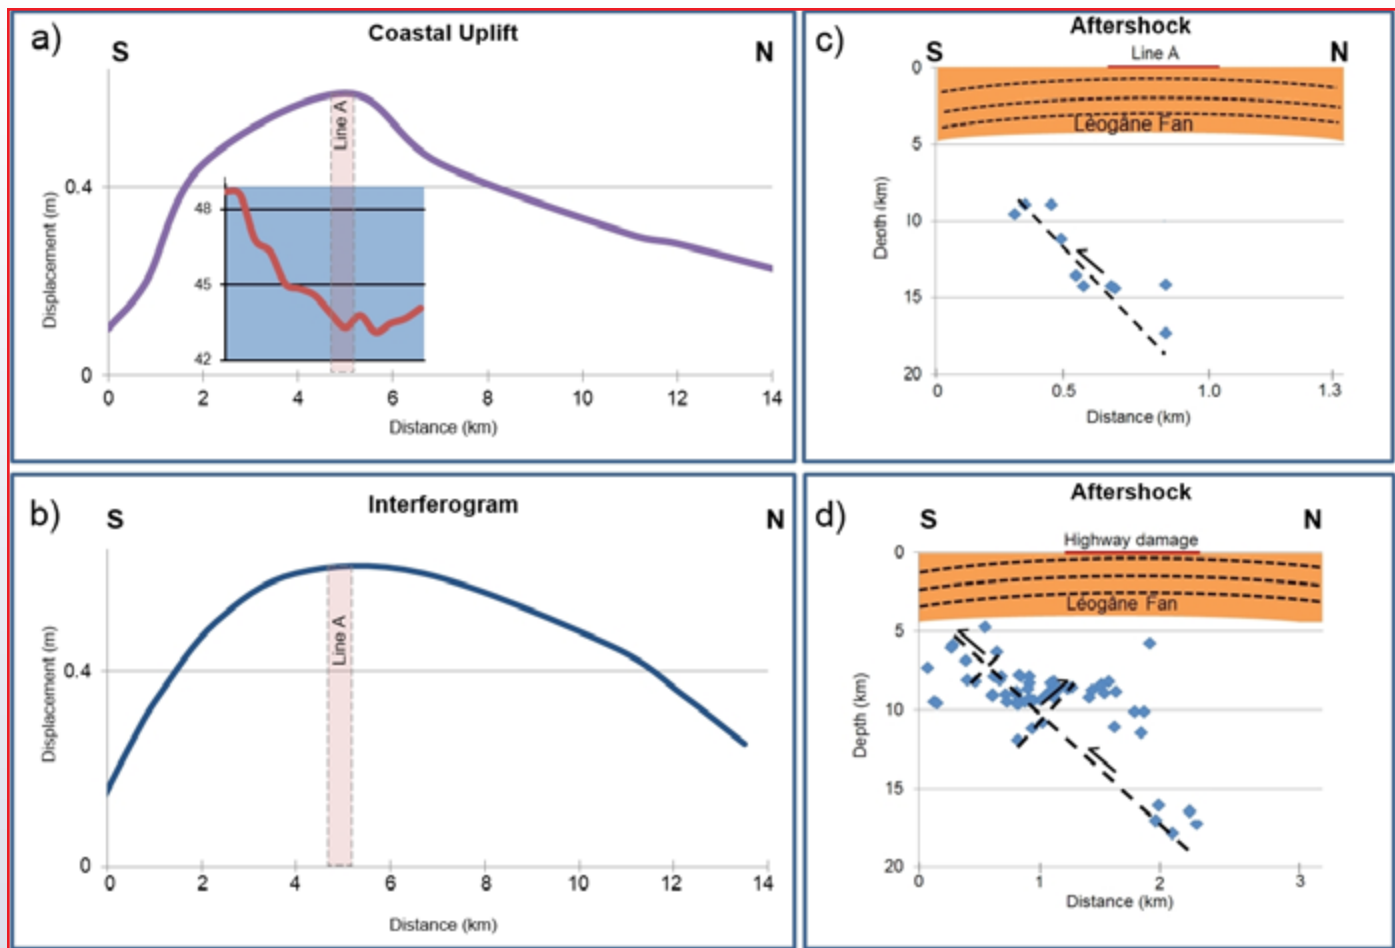 a)
Coastal Uplift
S
N
Displacement (m)
0.4
0
Line A
48
45
42
0 2 4 6 8 10 12 14
Distance (km)
c)
Aftershock
S
N
Line A
Léogâne Fan
Depth (km)
0
5
10
15
20
0 0.5 1.0 1.3
Distance (km)
b)
Interferogram
S
N
Displacement (m)
0.4
0
Line A
0 2 4 6 8 10 12 14
Distance (km)
d)
Aftershock
S
N
Highway damage
Léogâne Fan
Depth (km)
0
5
10
15
20
0 1 2 3
Distance (km)